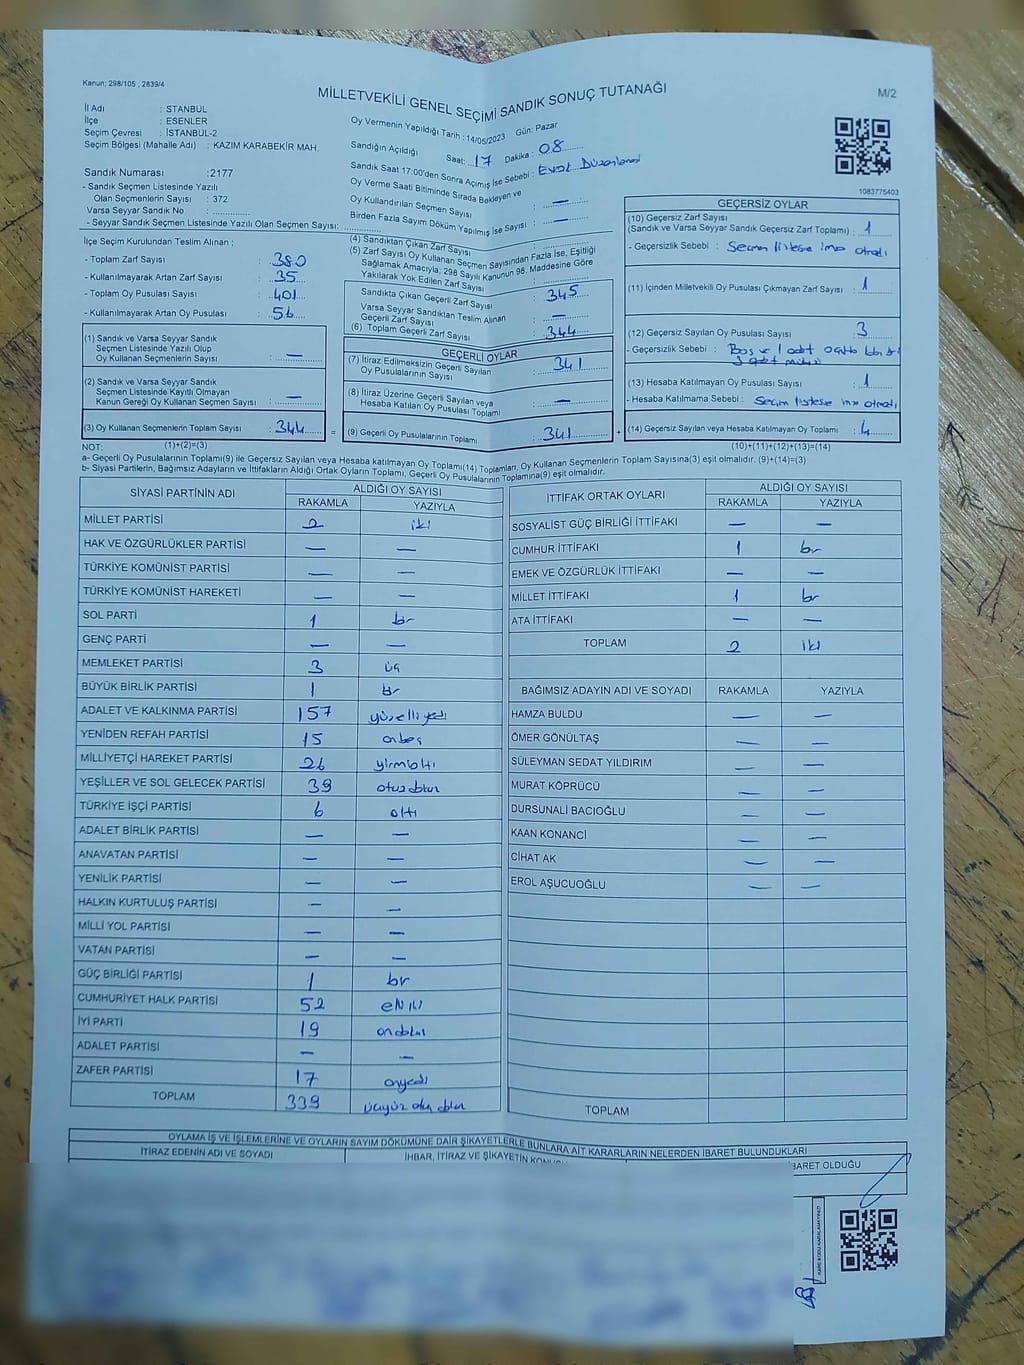 Kanun; 298/105 , 2839/4
MİLLETVEKİLİ GENEL SEÇİMİ SANDIK SONUÇ TUTANAĞI
M/2
İl Adı : STANBUL
İlçe : ESENLER
Seçim Çevresi : İSTANBUL-2
Seçim Bölgesi (Mahalle Adı) : KAZIM KARABEKİR MAH.
Oy Vermenin Yapıldığı Tarih : 14/05/2023 Gün: Pazar
Sandığın Açıldığı Saat: 17 Dakika : 08
Sandık Saat 17:00'den Sonra Açımış İse Sebebi : Evrat Düzenlemesi
Oy Verme Saati Bitiminde Sırada Bekleyen ve
Oy Kullandırılan Seçmen Sayısı : —
Birden Fazla Sayım Döküm Yapılmış İse Sayısı : —
Sandık Numarası :2177
- Sandık Seçmen Listesinde Yazılı
Olan Seçmenlerin Sayısı : 372
Varsa Seyyar Sandık No :
- Seyyar Sandık Seçmen Listesinde Yazılı Olan Seçmen Sayısı:
1083775403
İlçe Seçim Kurulundan Teslim Alınan ;
- Toplam Zarf Sayısı : 380
- Kullanılmayarak Artan Zarf Sayısı : 35
- Toplam Oy Pusulası Sayısı : 401
- Kullanılmayarak Artan Oy Pusulası : 56
(1) Sandık ve Varsa Seyyar Sandık
Seçmen Listesinde Yazılı Olup
Oy Kullanan Seçmenlerin Sayısı : —
(2) Sandık ve Varsa Seyyar Sandık
Seçmen Listesinde Kayıtlı Olmayan
Kanun Gereği Oy Kullanan Seçmen Sayısı : —
(3) Oy Kullanan Seçmenlerin Toplam Sayısı : 344
(1)+(2)=(3)
(4) Sandıktan Çıkan Zarf Sayısı :
(5) Zarf Sayısı Oy Kullanan Seçmen Sayısından Fazla İse, Eşitliği
Sağlamak Amacıyla; 298 Sayılı Kanunun 98. Maddesine Göre
Yakılarak Yok Edilen Zarf Sayısı :
Sandıkta Çıkan Geçerli Zarf Sayısı : 345
Varsa Seyyar Sandıktan Teslim Alınan
Geçerli Zarf Sayısı : —
(6) Toplam Geçerli Zarf Sayısı : 344
GEÇERLİ OYLAR
(7) İtiraz Edilmeksizin Geçerli Sayılan
Oy Pusulalarının Sayısı : 341
(8) İtiraz Üzerine Geçerli Sayılan veya
Hesaba Katılan Oy Pusulası Toplamı : —
= (9) Geçerli Oy Pusulalarının Toplamı : 341 +
GEÇERSİZ OYLAR
(10) Geçersiz Zarf Sayısı
(Sandık ve Varsa Seyyar Sandık Geçersiz Zarf Toplamı) : 1
- Geçersizlik Sebebi : Seçmen listesine imza atmadı
(11) İçinden Milletvekili Oy Pusulası Çıkmayan Zarf Sayısı : 1
(12) Geçersiz Sayılan Oy Pusulası Sayısı : 3
- Geçersizlik Sebebi : Boş ve 1 adet
(13) Hesaba Katılmayan Oy Pusulası Sayısı : 1
- Hesaba Katılmama Sebebi : Seçim listesine imza atmadı
(14) Geçersiz Sayılan veya Hesaba Katılmayan Oy Toplamı : 4
(10)+(11)+(12)+(13)=(14)
NOT:
a- Geçerli Oy Pusulalarının Toplamı(9) ile Geçersiz Sayılan veya Hesaba katılmayan Oy Toplamı(14) Toplamları, Oy Kullanan Seçmenlerin Toplam Sayısına(3) eşit olmalıdır. (9)+(14)=(3)
b- Siyasi Partilerin, Bağımsız Adayların ve İttifakların Aldığı Ortak Oyların Toplamı, Geçerli Oy Pusulalarının Toplamına(9) eşit olmalıdır.
SİYASİ PARTİNİN ADI ALDIĞI OY SAYISI
RAKAMLA YAZIYLA
MİLLET PARTİSİ 2 iki
HAK VE ÖZGÜRLÜKLER PARTİSİ — —
TÜRKİYE KOMÜNİST PARTİSİ — —
TÜRKİYE KOMÜNİST HAREKETİ — —
SOL PARTİ 1 bir
GENÇ PARTİ — —
MEMLEKET PARTİSİ 3 üç
BÜYÜK BİRLİK PARTİSİ 1 bir
ADALET VE KALKINMA PARTİSİ 157 yüzelliyedi
YENİDEN REFAH PARTİSİ 15 onbeş
MİLLİYETÇİ HAREKET PARTİSİ 26 yirmialtı
YEŞİLLER VE SOL GELECEK PARTİSİ 39 otuzdokuz
TÜRKİYE İŞÇİ PARTİSİ 6 altı
ADALET BİRLİK PARTİSİ — —
ANAVATAN PARTİSİ — —
YENİLİK PARTİSİ — —
HALKIN KURTULUŞ PARTİSİ — —
MİLLİ YOL PARTİSİ — —
VATAN PARTİSİ — —
GÜÇ BİRLİĞİ PARTİSİ 1 bir
CUMHURİYET HALK PARTİSİ 52 elli iki
İYİ PARTİ 19 ondokuz
ADALET PARTİSİ — —
ZAFER PARTİSİ 17 onyedi
TOPLAM 339 üçyüz otuz dokuz
İTTİFAK ORTAK OYLARI ALDIĞI OY SAYISI
RAKAMLA YAZIYLA
SOSYALİST GÜÇ BİRLİĞİ İTTİFAKI — —
CUMHUR İTTİFAKI 1 bir
EMEK VE ÖZGÜRLÜK İTTİFAKI — —
MİLLET İTTİFAKI 1 bir
ATA İTTİFAKI — —
TOPLAM 2 iki
BAĞIMSIZ ADAYIN ADI VE SOYADI RAKAMLA YAZIYLA
HAMZA BULDU — —
ÖMER GÖNÜLTAŞ — —
SÜLEYMAN SEDAT YILDIRIM — —
MURAT KÖPRÜCÜ — —
DURSUNALİ BACIOĞLU — —
KAAN KONANCİ — —
CİHAT AK — —
EROL AŞUCUOĞLU — —
TOPLAM
OYLAMA İŞ VE İŞLEMLERİNE VE OYLARIN SAYIM DÖKÜMÜNE DAİR ŞİKAYETLERLE BUNLARA AİT KARARLARIN NELERDEN İBARET BULUNDUKLARI
İTİRAZ EDENİN ADI VE SOYADI İHBAR, İTİRAZ VE ŞİKAYETİN BARET OLDUĞU
KARE KODU KARALAMAYINIZ!